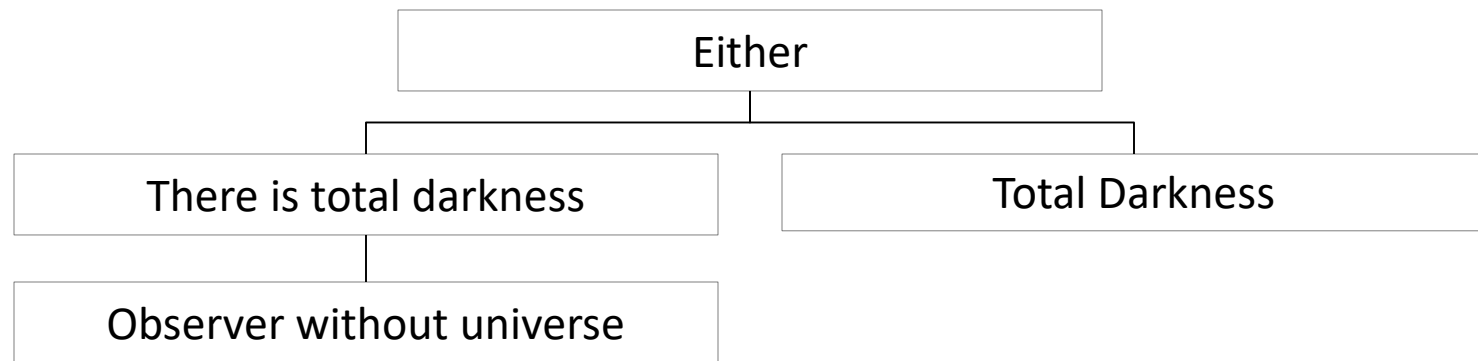 Either
There is total darkness
Total Darkness
Observer without universe